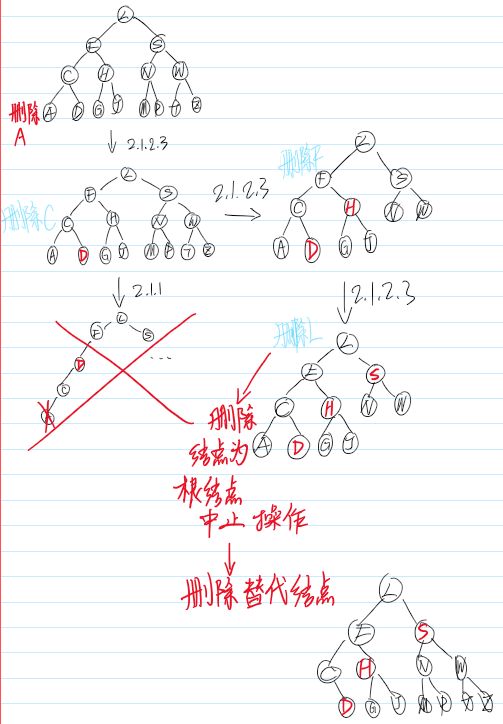 L
F S
C H N W
删除 A D G J M P T Z
A
2.1.2.3
删除F
L
F S
C H N W
A D G J
2.1.2.3
删除C
L
F S
C H N W
A D G J M P T Z
2.1.1
L
F S
D
C
...
2.1.2.3
删除L
L
E S
C H N W
A D G J
删除
结点为
根结点
中止操作
删除替代结点
L
E S
C H N W
D G J